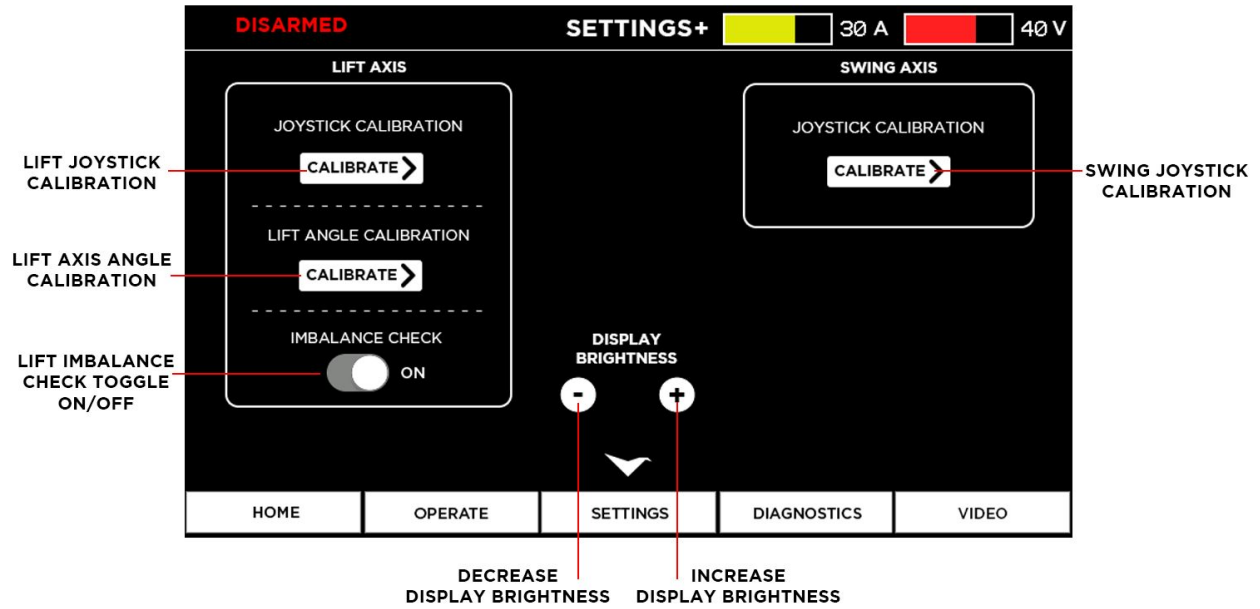 DISARMED
SETTINGS+
30 A
40 V
LIFT AXIS
JOYSTICK CALIBRATION
CALIBRATE
LIFT ANGLE CALIBRATION
CALIBRATE
IMBALANCE CHECK
ON
SWING AXIS
JOYSTICK CALIBRATION
CALIBRATE
DISPLAY
BRIGHTNESS
-
+
HOME
OPERATE
SETTINGS
DIAGNOSTICS
VIDEO
LIFT JOYSTICK
CALIBRATION
LIFT AXIS ANGLE
CALIBRATION
LIFT IMBALANCE
CHECK TOGGLE
ON/OFF
SWING JOYSTICK
CALIBRATION
DECREASE
DISPLAY BRIGHTNESS
INCREASE
DISPLAY BRIGHTNESS